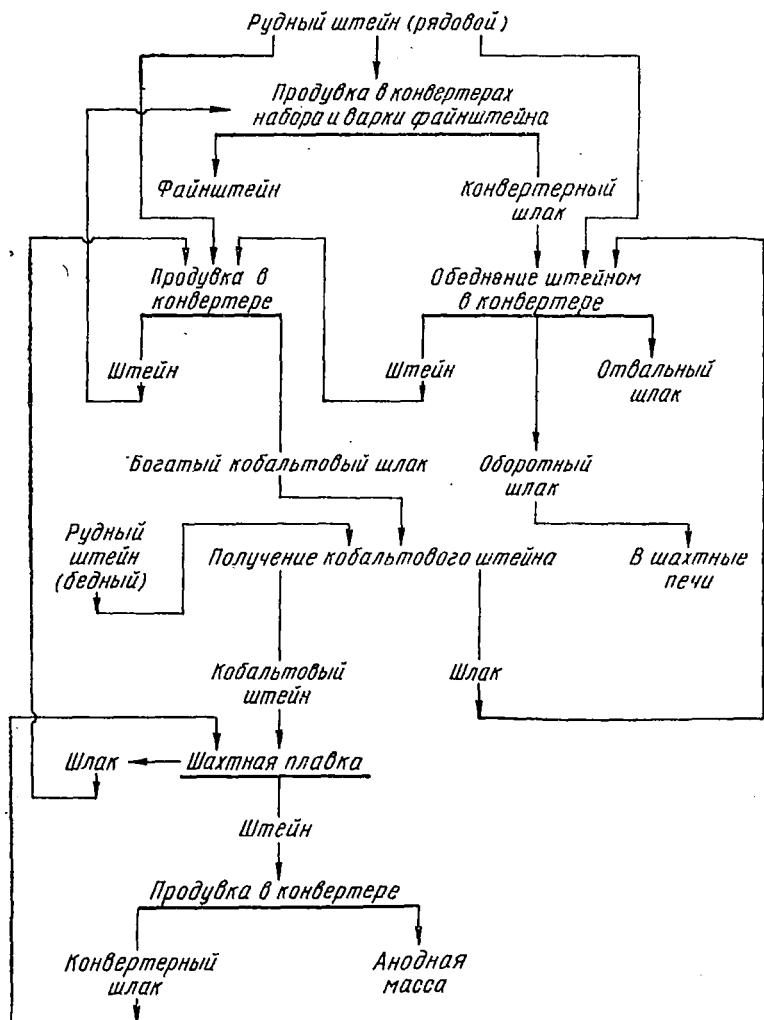 Рудный штейн (рядовой)
Продувка в конвертерах
набора и варки файнштейна
Файнштейн
Конвертерный
шлак
Продувка в
конвертере
Обеднение штейном
в конвертере
Штейн
Штейн
Отвальный
шлак
Богатый кобальтовый шлак
Оборотный
шлак
Рудный
штейн
(бедный)
Получение кобальтового штейна
В шахтные
печи
Кобальтовый
штейн
Шлак
Шлак
Шахтная плавка
Штейн
Продувка в конвертере
Конвертерный
шлак
Анодная
масса